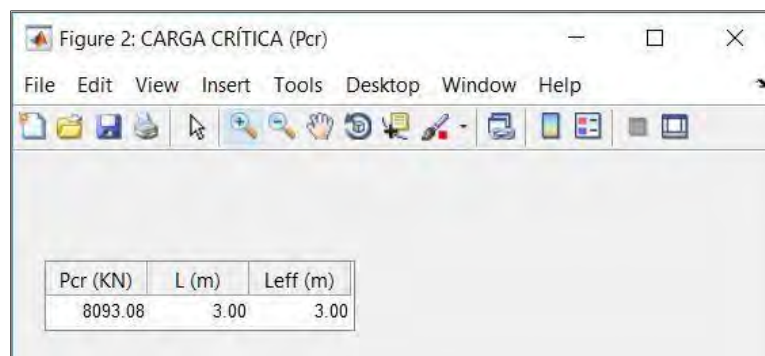 Figure 2: CARGA CRÍTICA (Pcr)
File Edit View Insert Tools Desktop Window Help
Pcr (KN) L (m) Leff (m)
8093.08 3.00 3.00